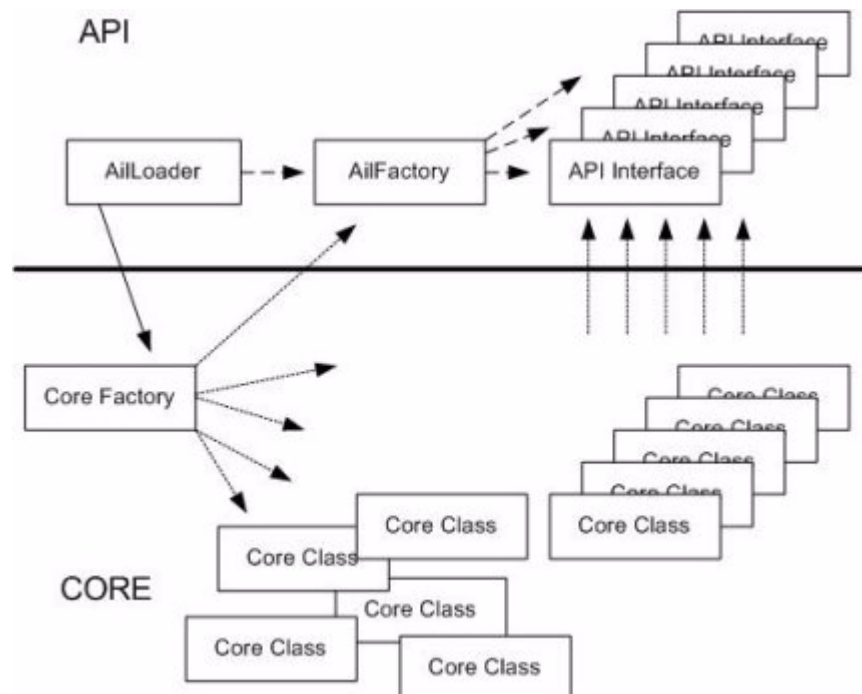 API
API Interface
API Interface
API Interface
API Interface
AilLoader
AilFactory
API Interface
Core Factory
Core Class
Core Class
Core Class
Core Class
Core Class
Core Class
Core Class
CORE
Core Class
Core Class
Core Class